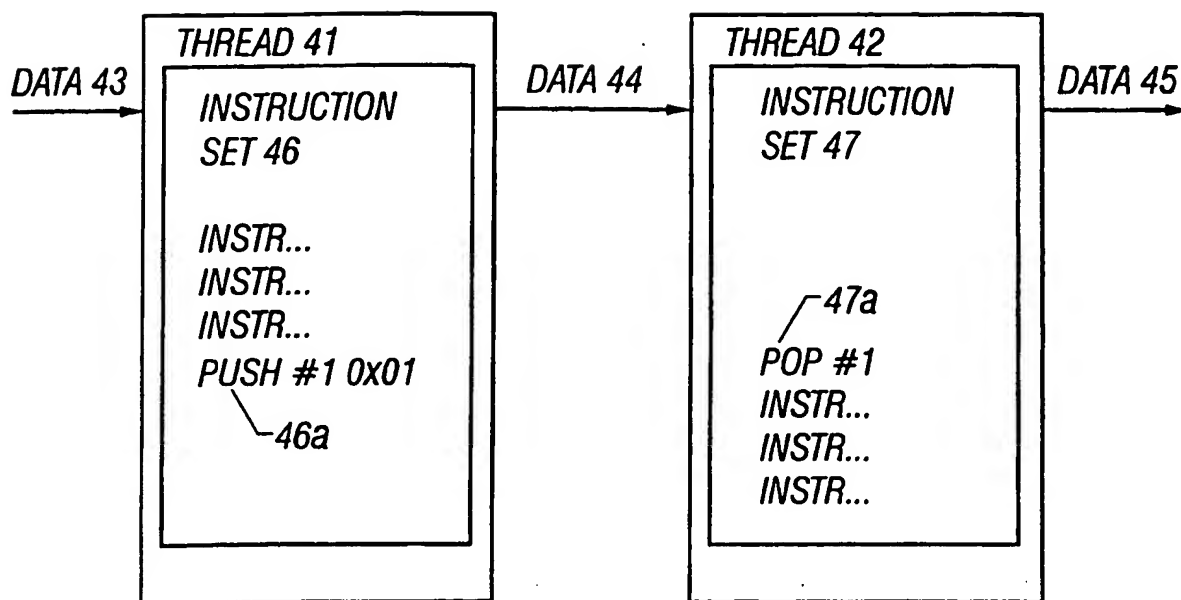 DATA 43
THREAD 41
INSTRUCTION
SET 46
INSTR...
INSTR...
INSTR...
PUSH #1 0x01
46a
DATA 44
THREAD 42
INSTRUCTION
SET 47
47a
POP #1
INSTR...
INSTR...
INSTR...
DATA 45